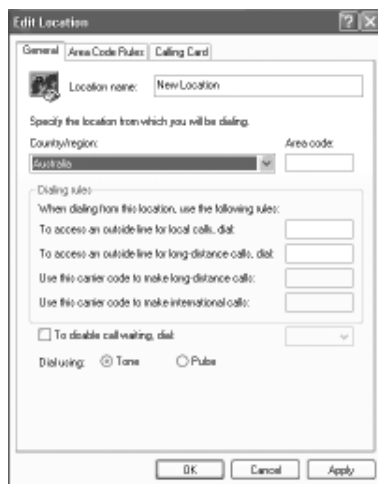 Edit Location
General Area Code Rules Calling Card
Location name: New Location
Specify the location from which you will be dialing.
Country/region: Area code:
Australia
Dialing rules
When dialing from this location, use the following rules:
To access an outside line for local calls, dial:
To access an outside line for long-distance calls, dial:
Use this carrier code to make long-distance calls:
Use this carrier code to make international calls:
To disable call waiting, dial:
Dial using: Tone Pulse
OK Cancel Apply